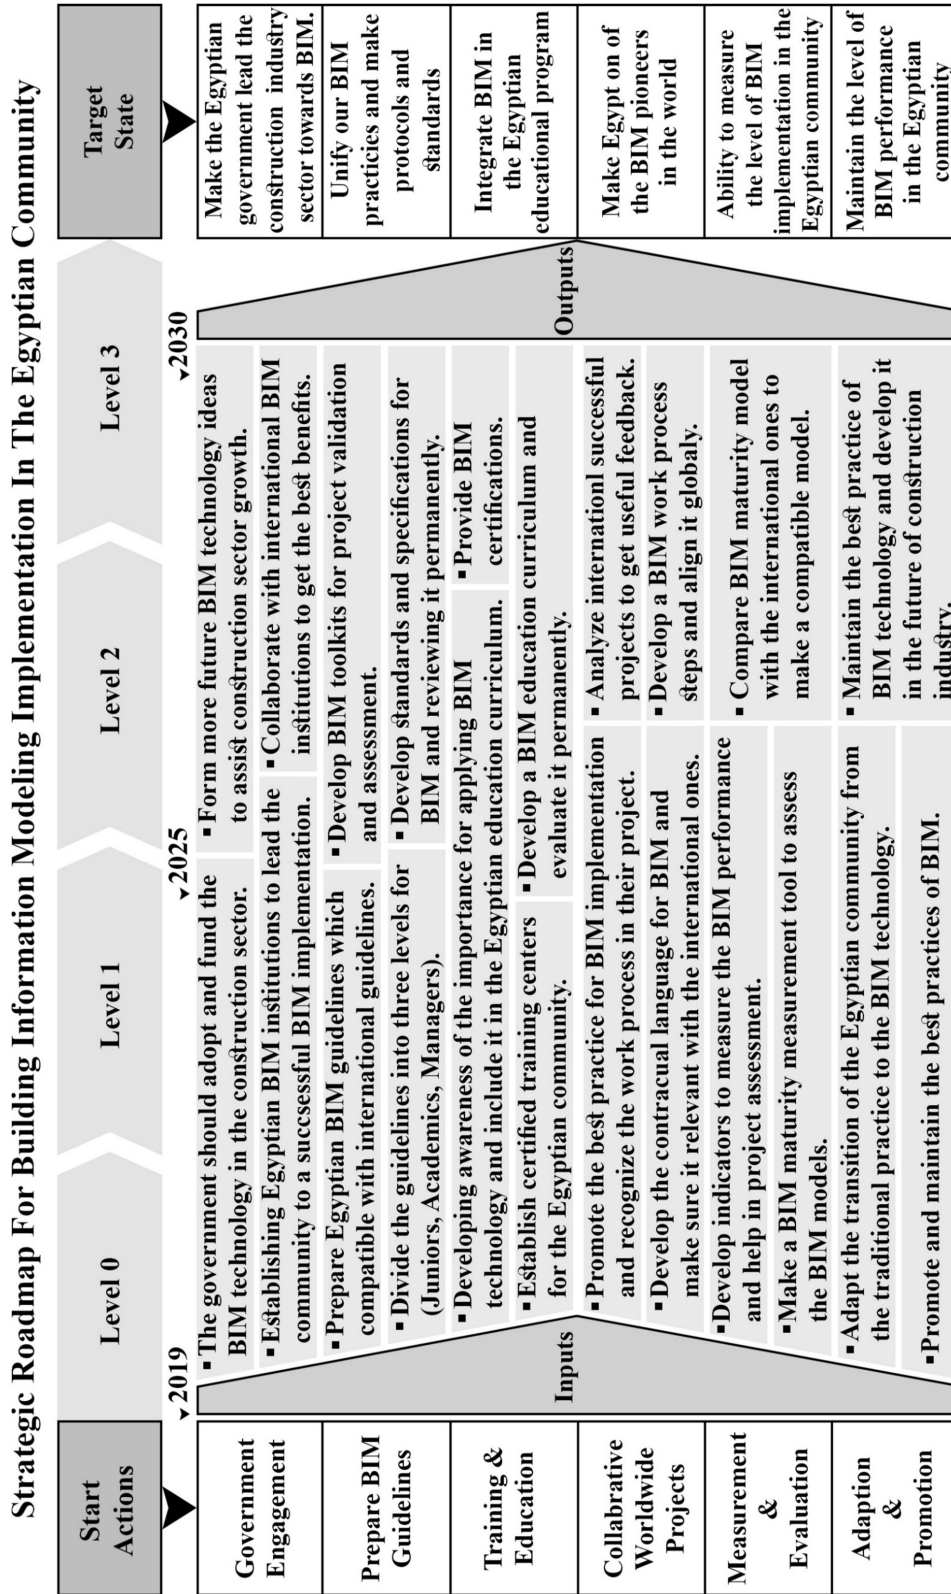 Strategic Roadmap For Building Information Modeling Implementation In The Egyptian Community
Start
Actions
Level 0
Level 1
Level 2
Level 3
Target
State
2019
2025
2030
Government
Engagement
▪ The government should adopt and fund the
BIM technology in the construction sector.
▪ Form more future BIM technology ideas
to assist construction sector growth.
▪ Establishing Egyptian BIM institutions to lead the
community to a successful BIM implementation.
▪ Collaborate with international BIM
institutions to get the best benefits.
Make the Egyptian
government lead the
construction industry
sector towards BIM.
Prepare BIM
Guidelines
▪ Prepare Egyptian BIM guidelines which
compatible with international guidelines.
▪ Develop BIM toolkits for project validation
and assessment.
▪ Divide the guidelines into three levels for
(Juniors, Academics, Managers).
▪ Develop standards and specifications for
BIM and reviewing it permanently.
Unify our BIM
practicies and make
protocols and
standards
Training &
Education
▪ Developing awareness of the importance for applying BIM
technology and include it in the Egyptian education curriculum.
▪ Provide BIM
certifications.
▪ Establish certified training centers
for the Egyptian community.
▪ Develop a BIM education curriculum and
evaluate it permanently.
Integrate BIM in
the Egyptian
educational program
Inputs
Outputs
Collabrative
Worldwide
Projects
▪ Promote the best practice for BIM implementation
and recognize the work process in their project.
▪ Analyze internationl successful
projects to get useful feedback.
▪ Develop the contracual language for BIM and
make sure it relevant with the international ones.
▪ Develop a BIM work process
steps and align it globaly.
Make Egypt on of
the BIM pioneers
in the world
Measurement
&
Evaluation
▪ Develop indicators to measure the BIM performance
and help in project assessment.
▪ Make a BIM maturity measurement tool to assess
the BIM models.
▪ Compare BIM maturity model
with the international ones to
make a compatible model.
Ability to measure
the level of BIM
implementation in the
Egyptian community
Adaption
&
Promotion
▪ Adapt the transition of the Egyptian community from
the traditional practice to the BIM technology.
▪ Promote and maintain the best practices of BIM.
▪ Maintain the best practice of
BIM technology and develop it
in the future of construction
industry.
Maintain the level of
BIM performance
in the Egyptian
community